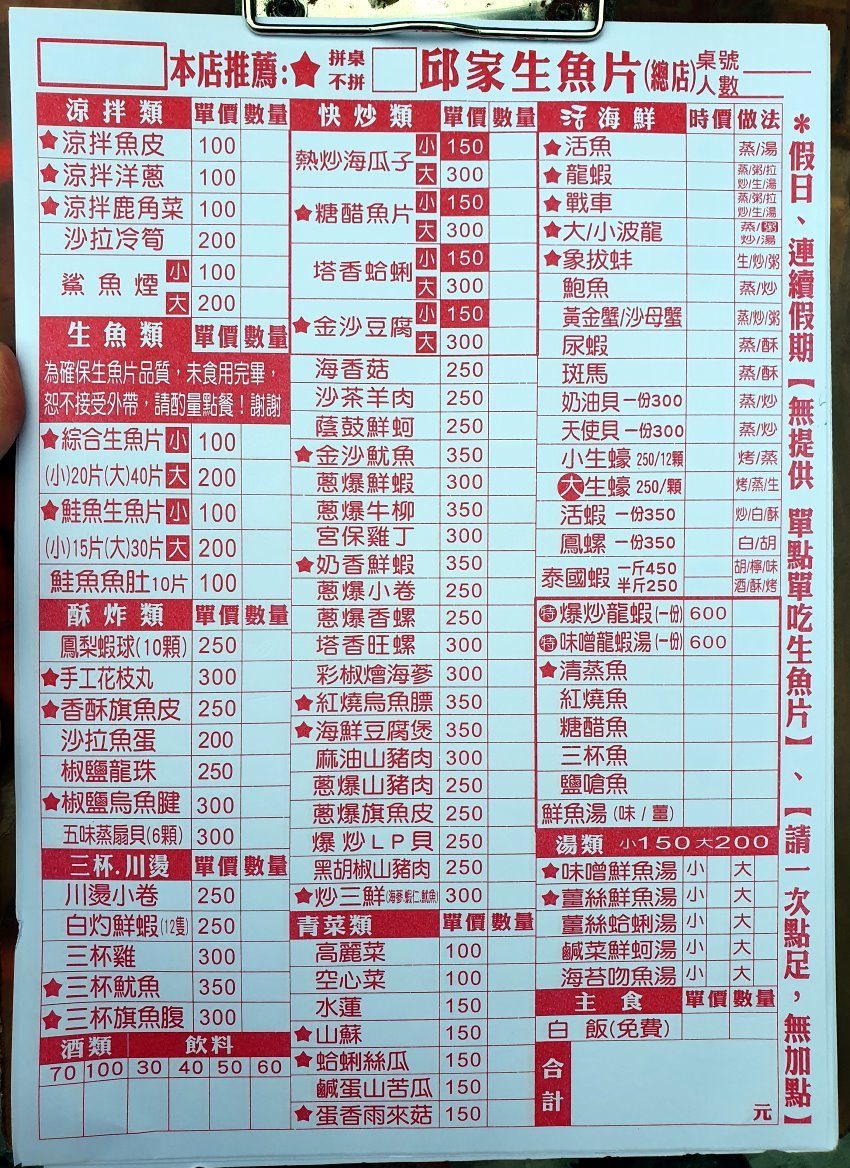 本店推薦:★ 拼桌 不拼 邱家生魚片(總店) 桌號 人數
涼拌類 單價 數量
★涼拌魚皮 100
★涼拌洋蔥 100
★涼拌鹿角菜 100
沙拉冷筍 200
鯊魚煙 小 100
大 200
生魚類 單價 數量
為確保生魚片品質,未食用完畢,
恕不接受外帶,請酌量點餐!謝謝
★綜合生魚片 小 100
(小)20片(大)40片 大 200
★鮭魚生魚片 小 100
(小)15片(大)30片 大 200
鮭魚魚肚10片 100
酥炸類 單價 數量
鳳梨蝦球(10顆) 250
★手工花枝丸 300
★香酥旗魚皮 250
沙拉魚蛋 200
椒鹽龍珠 250
★椒鹽烏魚腱 300
五味蒸扇貝(6顆) 300
三杯.川燙 單價 數量
川燙小卷 250
白灼鮮蝦(12隻) 250
三杯雞 300
★三杯魷魚 350
★三杯旗魚腹 300
酒類 飲料
70 100 30 40 50 60
快炒類 單價 數量
熱炒海瓜子 小 150
大 300
★糖醋魚片 小 150
大 300
塔香蛤蜊 小 150
大 300
★金沙豆腐 小 150
大 300
海香菇 250
沙茶羊肉 250
蔭鼓鮮蚵 250
★金沙魷魚 350
蔥爆鮮蝦 300
蔥爆牛柳 350
宮保雞丁 300
★奶香鮮蝦 350
蔥爆小卷 250
蔥爆香螺 250
塔香旺螺 300
彩椒燴海蔘 300
★紅燒烏魚膘 350
★海鮮豆腐煲 350
麻油山豬肉 300
蔥爆山豬肉 250
蔥爆旗魚皮 250
爆炒LP貝 250
黑胡椒山豬肉 250
★炒三鮮(海蔘.蝦仁.魷魚) 300
青菜類 單價 數量
高麗菜 100
空心菜 100
水蓮 150
★山蘇 150
★蛤蜊絲瓜 150
鹹蛋山苦瓜 150
★蛋香雨來菇 150
活海鮮 時價 做法
★活魚 蒸/湯
★龍蝦 蒸/粥/拉 炒/生/湯
★戰車 蒸/粥/拉 炒/生/湯
★大/小波龍 蒸/粥 炒/湯
★象拔蚌 生/炒/粥
鮑魚 蒸/炒
黃金蟹/沙母蟹 蒸/炒/粥
尿蝦 蒸/酥
斑馬 蒸/酥
奶油貝一份300 蒸/炒
天使貝一份300 蒸/炒
小生蠔 250/12顆 烤/蒸
大生蠔 250/顆 烤/蒸/生
活蝦 一份350 炒/白/酥
鳳螺 一份350 白/胡
泰國蝦 一斤450 半斤250 胡/檸/味 酒/酥/烤
特 爆炒龍蝦(一份) 600
特 味噌龍蝦湯(一份) 600
★清蒸魚
紅燒魚
糖醋魚
三杯魚
鹽嗆魚
鮮魚湯(味/薑)
湯類 小150大200
★味噌鮮魚湯 小 大
★薑絲鮮魚湯 小 大
薑絲蛤蜊湯 小 大
鹹菜鮮蚵湯 小 大
海苔吻魚湯 小 大
主食 單價 數量
白飯(免費)
合計 元
＊假日、連續假期【無提供 單點單吃生魚片】、【請一次點足，無加點】